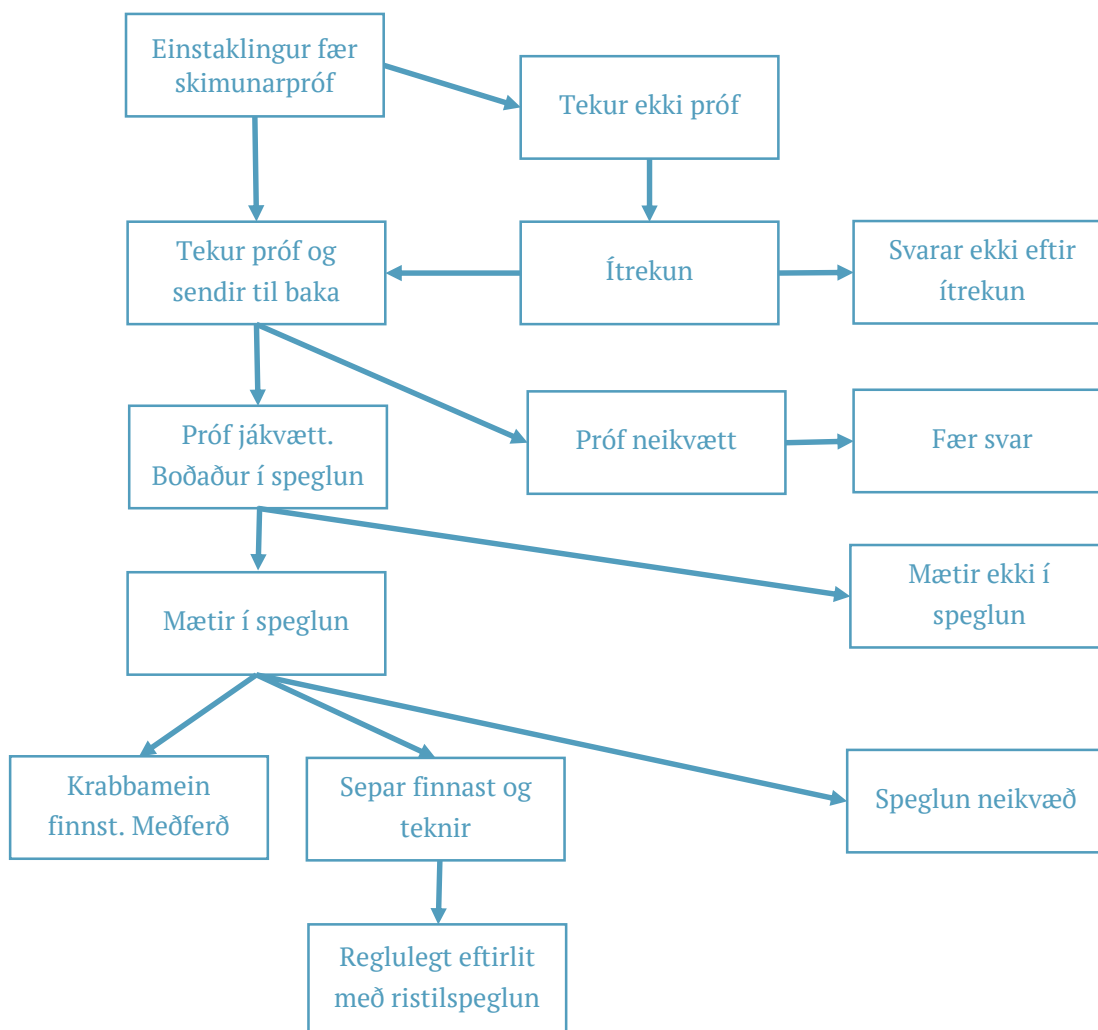 Einstaklingur fær
skimunarpróf
Tekur ekki próf
Tekur próf og
sendir til baka
Ítrekun
Svarar ekki eftir
ítrekun
Próf jákvætt.
Boðaður í speglun
Próf neikvætt
Fær svar
Mætir ekki í
speglun
Mætir í speglun
Krabbamein
finnst. Meðferð
Separ finnast og
teknir
Speglun neikvæð
Reglulegt eftirlit
með ristilspeglun